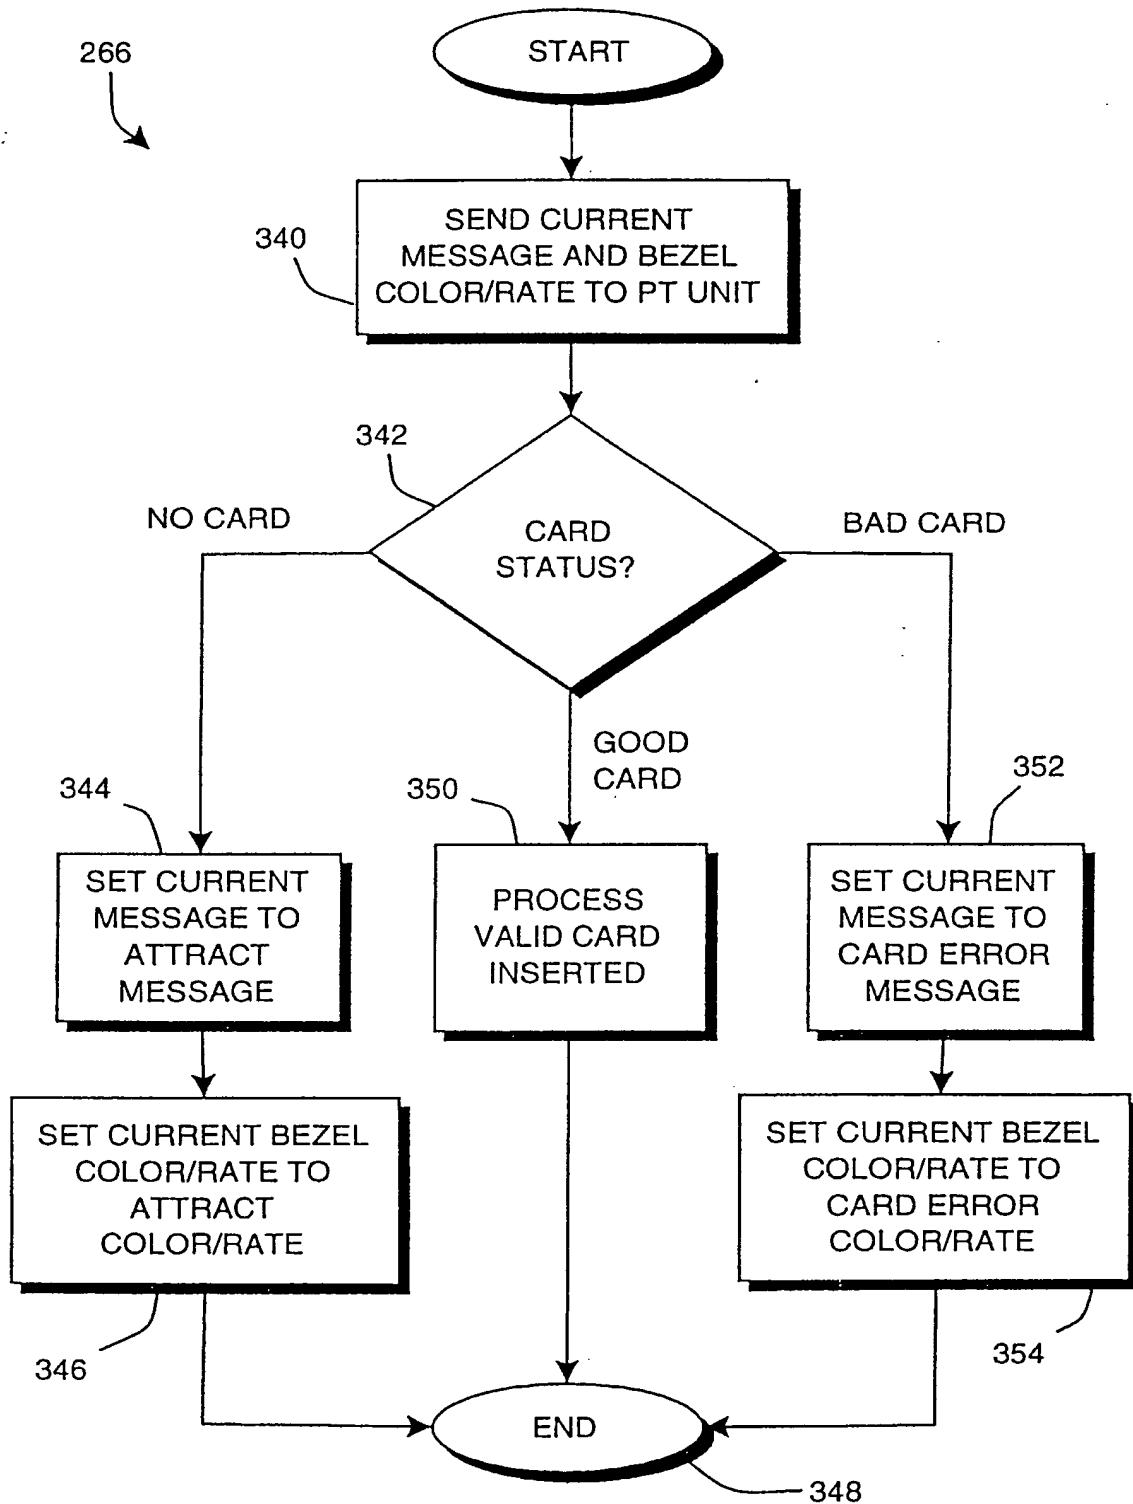 266
START
340
SEND CURRENT
MESSAGE AND BEZEL
COLOR/RATE TO PT UNIT
342
NO CARD
CARD
STATUS?
BAD CARD
GOOD
CARD
344
350
352
SET CURRENT
MESSAGE TO
ATTRACT
MESSAGE
PROCESS
VALID CARD
INSERTED
SET CURRENT
MESSAGE TO
CARD ERROR
MESSAGE
SET CURRENT BEZEL
COLOR/RATE TO
ATTRACT
COLOR/RATE
SET CURRENT BEZEL
COLOR/RATE TO
CARD ERROR
COLOR/RATE
346
354
END
348